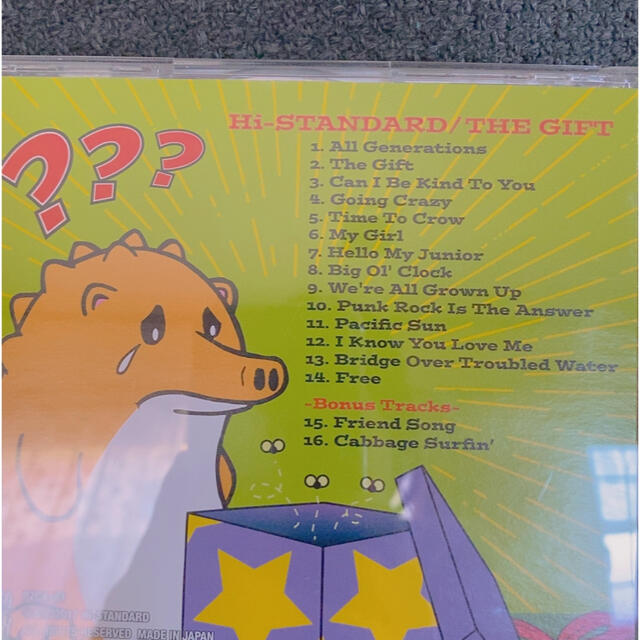 ???
Hi-STANDARD/THE GIFT
1. All Generations
2. The Gift
3. Can I Be Kind To You
4. Going Crazy
5. Time To Crow
6. My Girl
7. Hello My Junior
8. Big Ol' Clock
9. We're All Grown Up
10. Punk Rock Is The Answer
11. Pacific Sun
12. I Know You Love Me
13. Bridge Over Troubled Water
14. Free
-Bonus Tracks-
15. Friend Song
16. Cabbage Surfin'
STANDARD
MADE IN JAPAN